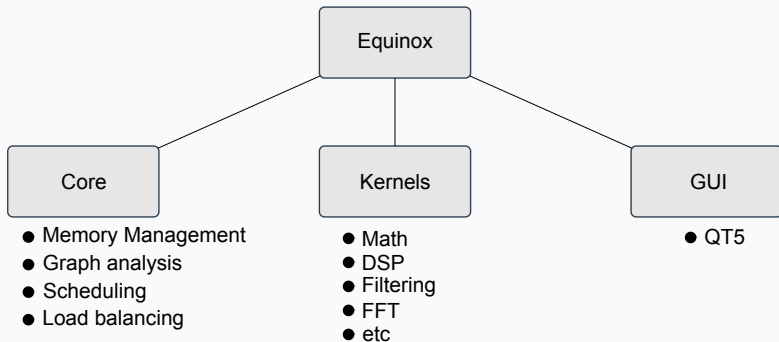 Equinox
Core
Kernels
GUI
● Memory Management
● Graph analysis
● Scheduling
● Load balancing
● Math
● DSP
● Filtering
● FFT
● etc
● QT5